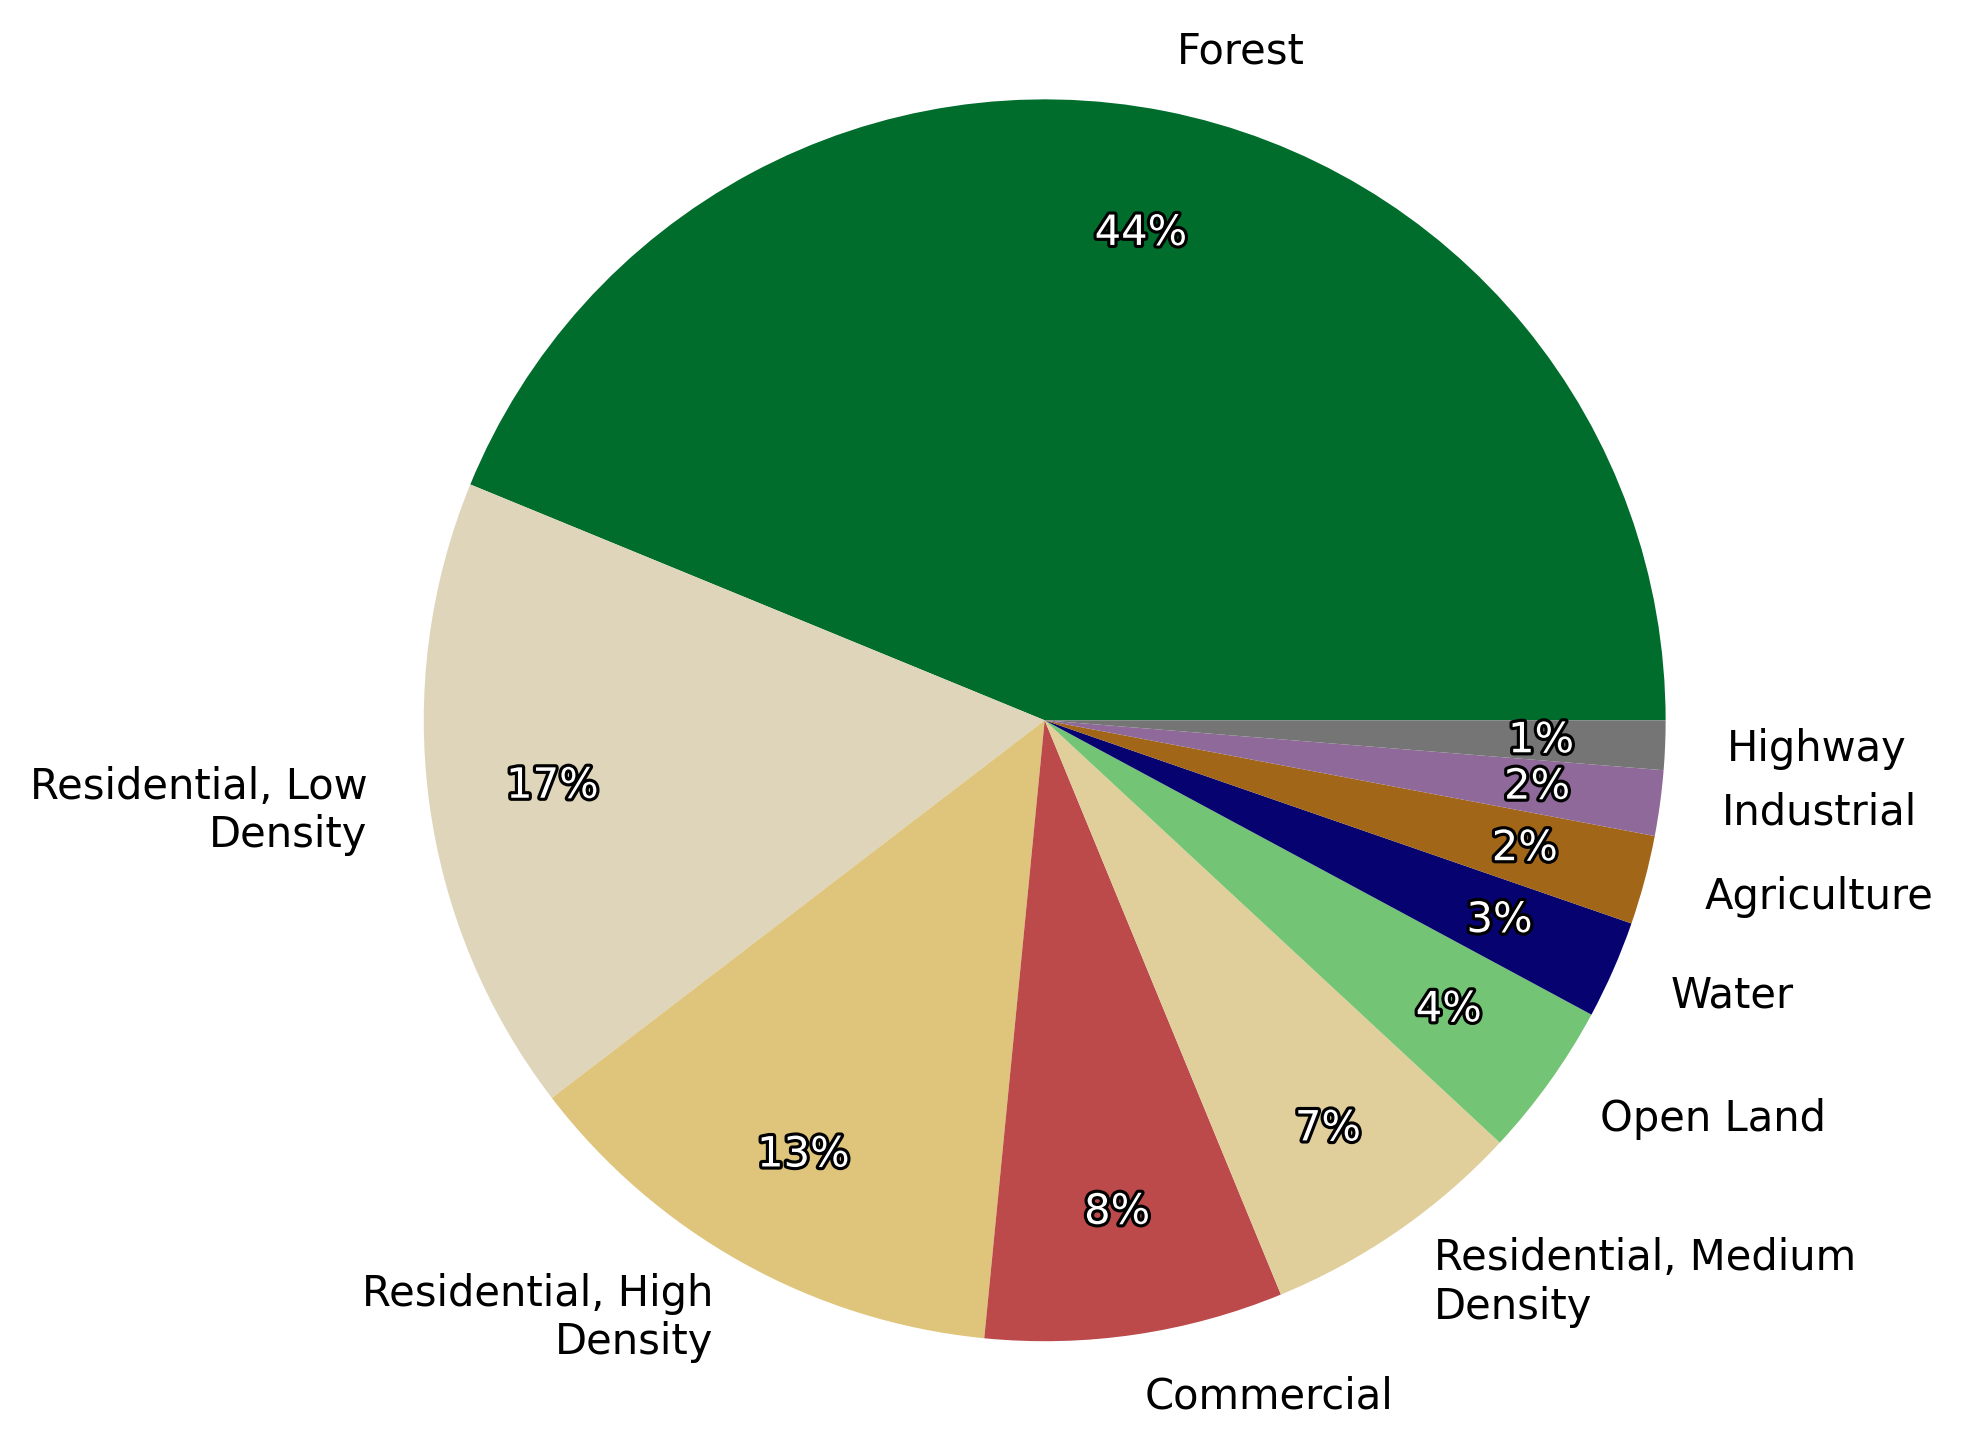 Forest
44%
1%
Highway
2%
Industrial
2%
Agriculture
3%
Water
4%
Open Land
7%
Residential, Medium
Density
8%
Commercial
13%
Residential, High
Density
17%
Residential, Low
Density